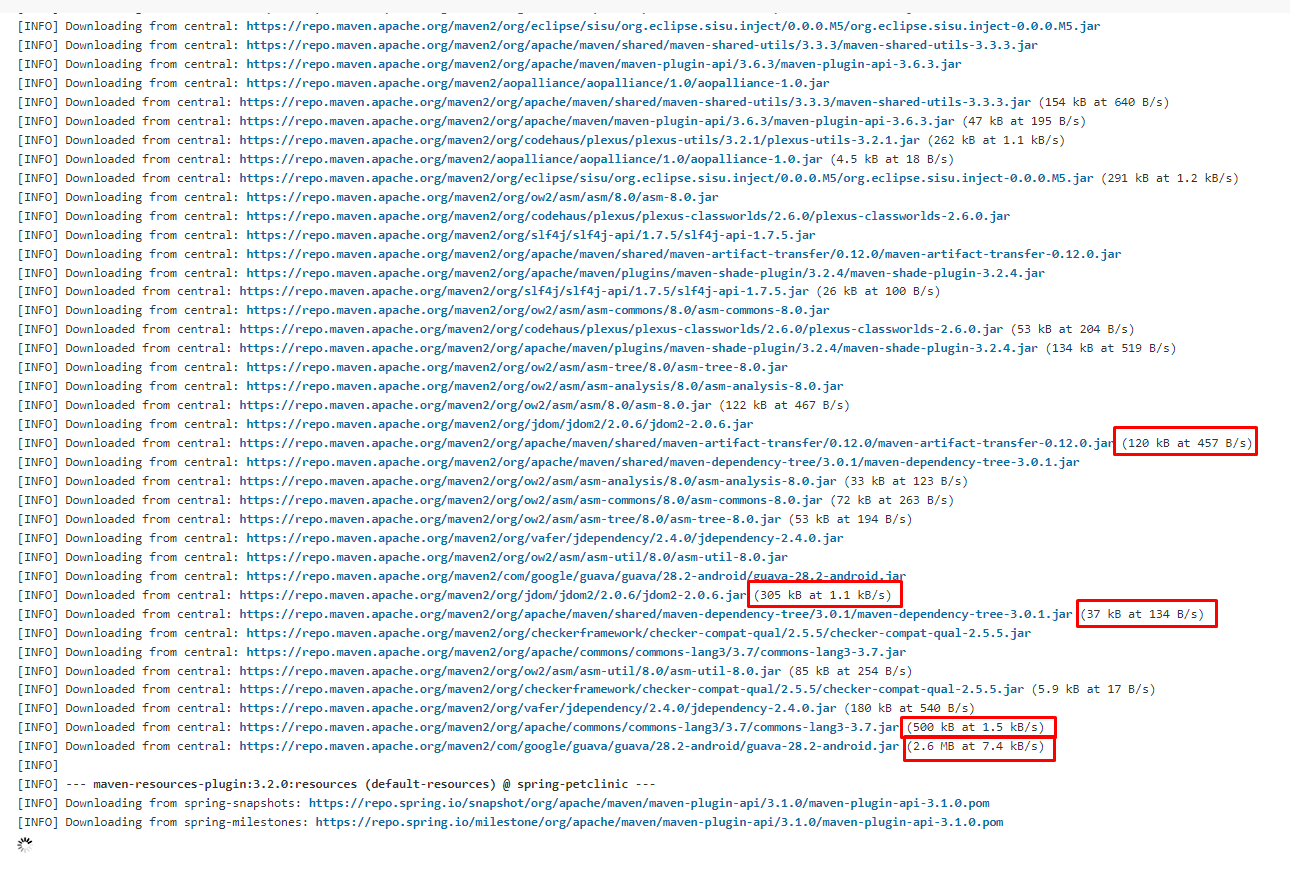 [INFO] Downloading from central: https://repo.maven.apache.org/maven2/org/eclipse/sisu/org.eclipse.sisu.inject/0.0.0.M5/org.eclipse.sisu.inject-0.0.0.M5.jar
[INFO] Downloading from central: https://repo.maven.apache.org/maven2/org/apache/maven/shared/maven-shared-utils/3.3.3/maven-shared-utils-3.3.3.jar
[INFO] Downloading from central: https://repo.maven.apache.org/maven2/org/apache/maven/maven-plugin-api/3.6.3/maven-plugin-api-3.6.3.jar
[INFO] Downloading from central: https://repo.maven.apache.org/maven2/aopalliance/aopalliance/1.0/aopalliance-1.0.jar
[INFO] Downloaded from central: https://repo.maven.apache.org/maven2/org/apache/maven/shared/maven-shared-utils/3.3.3/maven-shared-utils-3.3.3.jar (154 kB at 640 B/s)
[INFO] Downloaded from central: https://repo.maven.apache.org/maven2/org/apache/maven/maven-plugin-api/3.6.3/maven-plugin-api-3.6.3.jar (47 kB at 195 B/s)
[INFO] Downloaded from central: https://repo.maven.apache.org/maven2/org/codehaus/plexus/plexus-utils/3.2.1/plexus-utils-3.2.1.jar (262 kB at 1.1 kB/s)
[INFO] Downloaded from central: https://repo.maven.apache.org/maven2/aopalliance/aopalliance/1.0/aopalliance-1.0.jar (4.5 kB at 18 B/s)
[INFO] Downloaded from central: https://repo.maven.apache.org/maven2/org/eclipse/sisu/org.eclipse.sisu.inject/0.0.0.M5/org.eclipse.sisu.inject-0.0.0.M5.jar (291 kB at 1.2 kB/s)
[INFO] Downloading from central: https://repo.maven.apache.org/maven2/org/ow2/asm/asm/8.0/asm-8.0.jar
[INFO] Downloading from central: https://repo.maven.apache.org/maven2/org/codehaus/plexus/plexus-classworlds/2.6.0/plexus-classworlds-2.6.0.jar
[INFO] Downloading from central: https://repo.maven.apache.org/maven2/org/slf4j/slf4j-api/1.7.5/slf4j-api-1.7.5.jar
[INFO] Downloading from central: https://repo.maven.apache.org/maven2/org/apache/maven/shared/maven-artifact-transfer/0.12.0/maven-artifact-transfer-0.12.0.jar
[INFO] Downloading from central: https://repo.maven.apache.org/maven2/org/apache/maven/plugins/maven-shade-plugin/3.2.4/maven-shade-plugin-3.2.4.jar
[INFO] Downloaded from central: https://repo.maven.apache.org/maven2/org/slf4j/slf4j-api/1.7.5/slf4j-api-1.7.5.jar (26 kB at 100 B/s)
[INFO] Downloading from central: https://repo.maven.apache.org/maven2/org/ow2/asm/asm-commons/8.0/asm-commons-8.0.jar
[INFO] Downloaded from central: https://repo.maven.apache.org/maven2/org/codehaus/plexus/plexus-classworlds/2.6.0/plexus-classworlds-2.6.0.jar (53 kB at 204 B/s)
[INFO] Downloaded from central: https://repo.maven.apache.org/maven2/org/apache/maven/plugins/maven-shade-plugin/3.2.4/maven-shade-plugin-3.2.4.jar (134 kB at 519 B/s)
[INFO] Downloading from central: https://repo.maven.apache.org/maven2/org/ow2/asm/asm-tree/8.0/asm-tree-8.0.jar
[INFO] Downloading from central: https://repo.maven.apache.org/maven2/org/ow2/asm/asm-analysis/8.0/asm-analysis-8.0.jar
[INFO] Downloaded from central: https://repo.maven.apache.org/maven2/org/ow2/asm/asm/8.0/asm-8.0.jar (122 kB at 467 B/s)
[INFO] Downloading from central: https://repo.maven.apache.org/maven2/org/jdom/jdom2/2.0.6/jdom2-2.0.6.jar
[INFO] Downloaded from central: https://repo.maven.apache.org/maven2/org/apache/maven/shared/maven-artifact-transfer/0.12.0/maven-artifact-transfer-0.12.0.jar (120 kB at 457 B/s)
[INFO] Downloading from central: https://repo.maven.apache.org/maven2/org/apache/maven/shared/maven-dependency-tree/3.0.1/maven-dependency-tree-3.0.1.jar
[INFO] Downloaded from central: https://repo.maven.apache.org/maven2/org/ow2/asm/asm-analysis/8.0/asm-analysis-8.0.jar (33 kB at 123 B/s)
[INFO] Downloaded from central: https://repo.maven.apache.org/maven2/org/ow2/asm/asm-commons/8.0/asm-commons-8.0.jar (72 kB at 263 B/s)
[INFO] Downloaded from central: https://repo.maven.apache.org/maven2/org/ow2/asm/asm-tree/8.0/asm-tree-8.0.jar (53 kB at 194 B/s)
[INFO] Downloading from central: https://repo.maven.apache.org/maven2/org/vafer/jdependency/2.4.0/jdependency-2.4.0.jar
[INFO] Downloading from central: https://repo.maven.apache.org/maven2/org/ow2/asm/asm-util/8.0/asm-util-8.0.jar
[INFO] Downloading from central: https://repo.maven.apache.org/maven2/com/google/guava/guava/28.2-android/guava-28.2-android.jar
[INFO] Downloaded from central: https://repo.maven.apache.org/maven2/org/jdom/jdom2/2.0.6/jdom2-2.0.6.jar (305 kB at 1.1 kB/s)
[INFO] Downloaded from central: https://repo.maven.apache.org/maven2/org/apache/maven/shared/maven-dependency-tree/3.0.1/maven-dependency-tree-3.0.1.jar (37 kB at 134 B/s)
[INFO] Downloading from central: https://repo.maven.apache.org/maven2/org/checkerframework/checker-compat-qual/2.5.5/checker-compat-qual-2.5.5.jar
[INFO] Downloading from central: https://repo.maven.apache.org/maven2/org/apache/commons/commons-lang3/3.7/commons-lang3-3.7.jar
[INFO] Downloaded from central: https://repo.maven.apache.org/maven2/org/ow2/asm/asm-util/8.0/asm-util-8.0.jar (85 kB at 254 B/s)
[INFO] Downloaded from central: https://repo.maven.apache.org/maven2/org/checkerframework/checker-compat-qual/2.5.5/checker-compat-qual-2.5.5.jar (5.9 kB at 17 B/s)
[INFO] Downloaded from central: https://repo.maven.apache.org/maven2/org/vafer/jdependency/2.4.0/jdependency-2.4.0.jar (180 kB at 540 B/s)
[INFO] Downloaded from central: https://repo.maven.apache.org/maven2/org/apache/commons/commons-lang3/3.7/commons-lang3-3.7.jar (500 kB at 1.5 kB/s)
[INFO] Downloaded from central: https://repo.maven.apache.org/maven2/com/google/guava/guava/28.2-android/guava-28.2-android.jar (2.6 MB at 7.4 kB/s)
[INFO]
[INFO] --- maven-resources-plugin:3.2.0:resources (default-resources) @ spring-petclinic ---
[INFO] Downloading from spring-snapshots: https://repo.spring.io/snapshot/org/apache/maven/maven-plugin-api/3.1.0/maven-plugin-api-3.1.0.pom
[INFO] Downloading from spring-milestones: https://repo.spring.io/milestone/org/apache/maven/maven-plugin-api/3.1.0/maven-plugin-api-3.1.0.pom